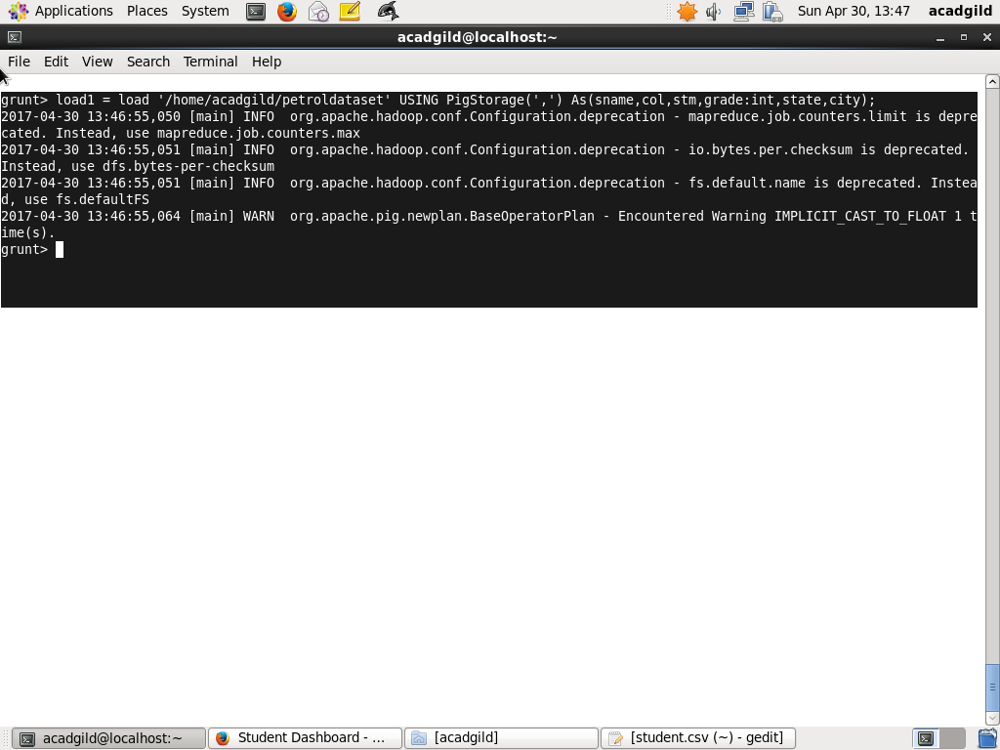 Applications Places System Sun Apr 30, 13:47 acadgild
acadgild@localhost:~
File Edit View Search Terminal Help
grunt> load1 = load '/home/acadgild/petroldataset' USING PigStorage(',') As(sname,col,stm,grade:int,state,city);
2017-04-30 13:46:55,050 [main] INFO  org.apache.hadoop.conf.Configuration.deprecation - mapreduce.job.counters.limit is depre
cated. Instead, use mapreduce.job.counters.max
2017-04-30 13:46:55,051 [main] INFO  org.apache.hadoop.conf.Configuration.deprecation - io.bytes.per.checksum is deprecated.
Instead, use dfs.bytes-per-checksum
2017-04-30 13:46:55,051 [main] INFO  org.apache.hadoop.conf.Configuration.deprecation - fs.default.name is deprecated. Instea
d, use fs.defaultFS
2017-04-30 13:46:55,064 [main] WARN  org.apache.pig.newplan.BaseOperatorPlan - Encountered Warning IMPLICIT_CAST_TO_FLOAT 1 t
ime(s).
grunt>
acadgild@localhost:~ Student Dashboard - ... [acadgild] [student.csv (~) - gedit]